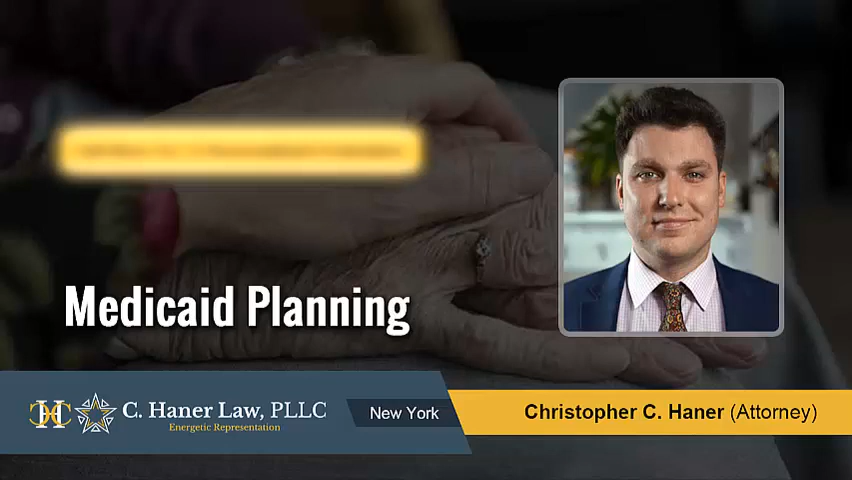 Medicaid Planning
C. Haner Law, PLLC
Energetic Representation
New York
Christopher C. Haner (Attorney)